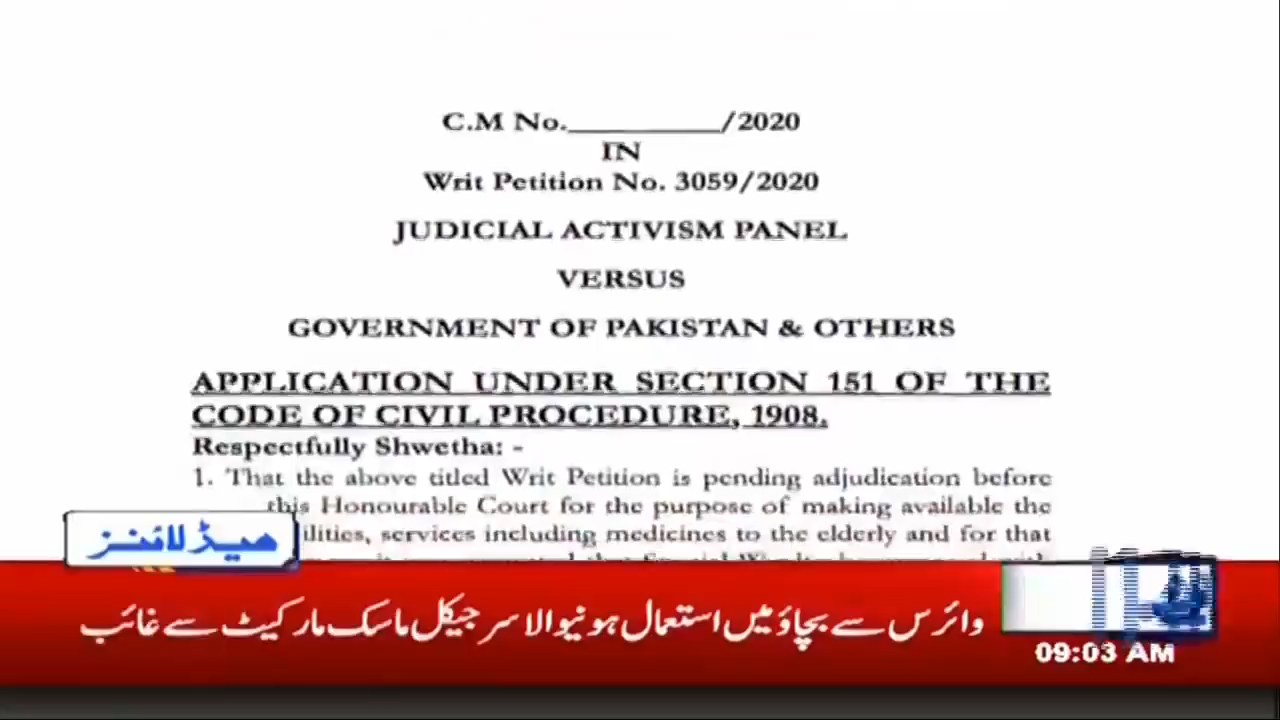 C.M No.__________/2020
IN
Writ Petition No. 3059/2020
JUDICIAL ACTIVISM PANEL
VERSUS
GOVERNMENT OF PAKISTAN & OTHERS
APPLICATION UNDER SECTION 151 OF THE
CODE OF CIVIL PROCEDURE, 1908.
Respectfully Shwetha: -
1. That the above titled Writ Petition is pending adjudication before
this Honourable Court for the purpose of making available the
services including medicines to the elderly and for that
ہیڈلائنز
وائرس سے بچاؤ میں استعمال ہونیوالا سرجیکل ماسک مارکیٹ سے غائب
09:03 AM